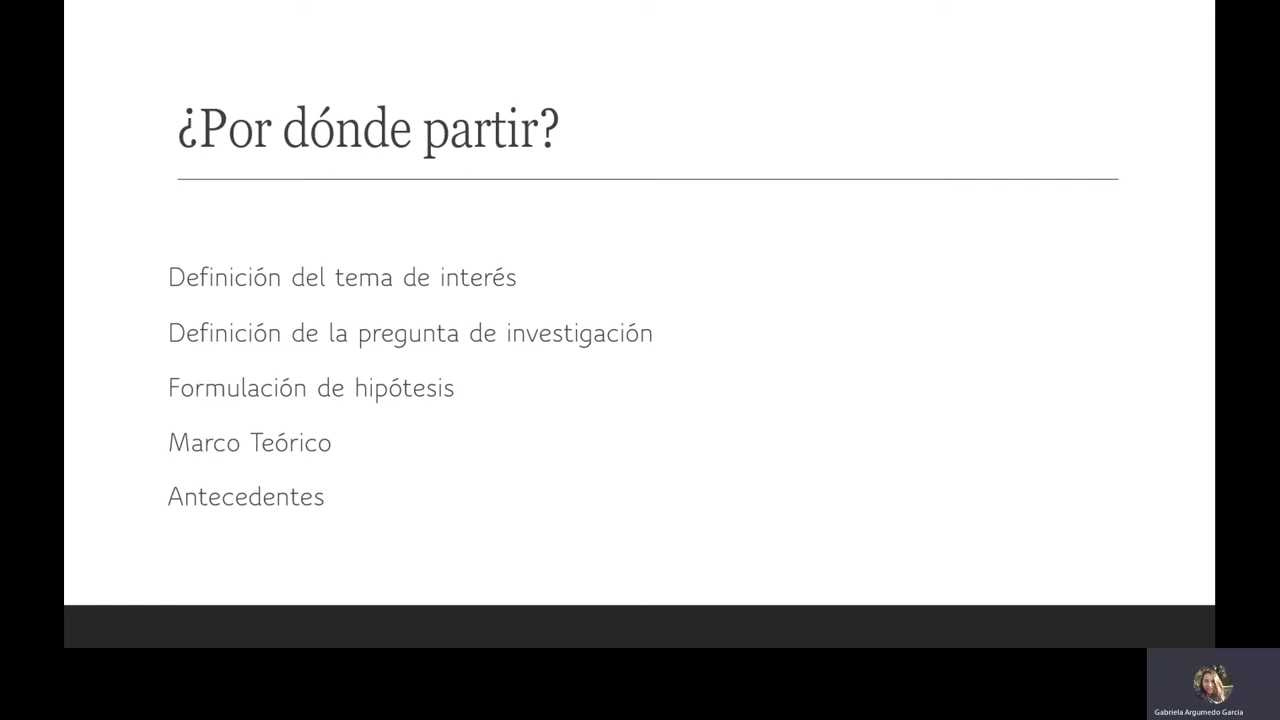 ¿Por dónde partir?
Definición del tema de interés
Definición de la pregunta de investigación
Formulación de hipótesis
Marco Teórico
Antecedentes
Gabriela Argumedo Garcia